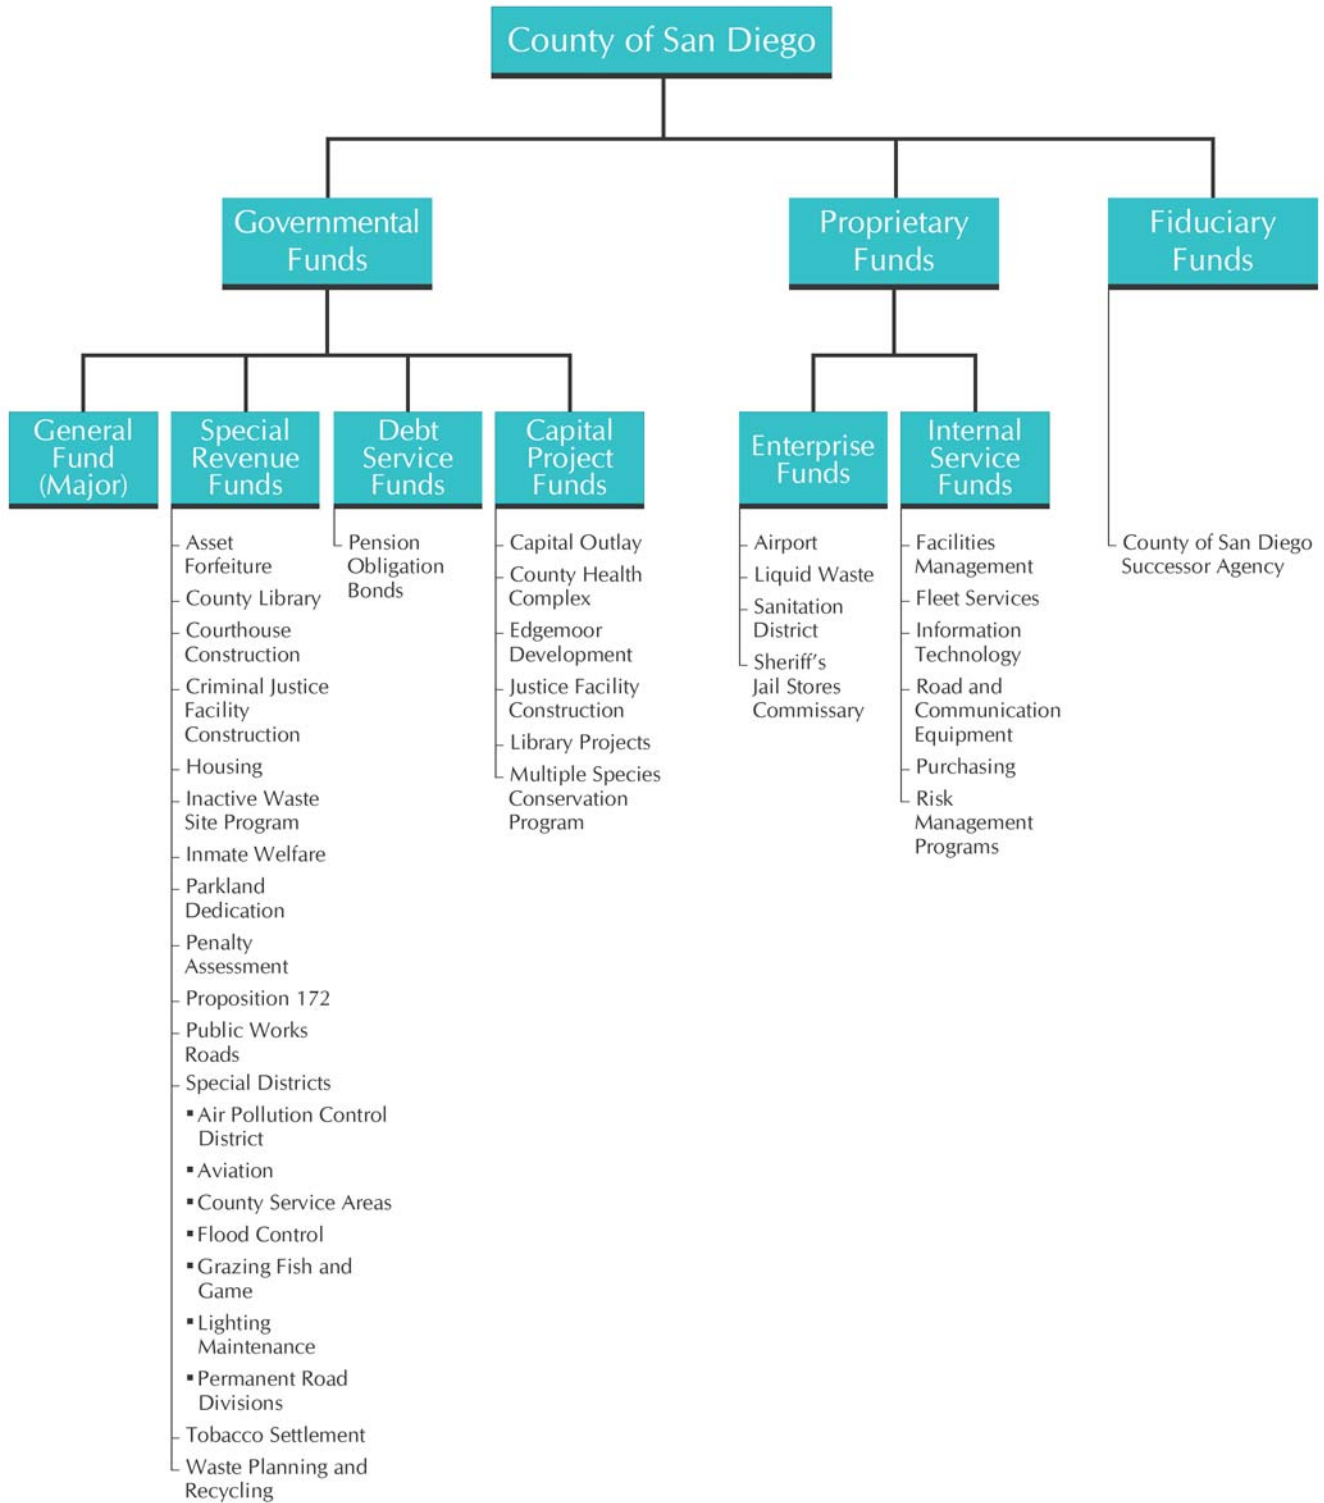 County of San Diego
Governmental
Funds
Proprietary
Funds
Fiduciary
Funds
General
Fund
(Major)
Special
Revenue
Funds
Debt
Service
Funds
Capital
Project
Funds
Enterprise
Funds
Internal
Service
Funds
Asset
Forfeiture
County Library
Courthouse
Construction
Criminal Justice
Facility
Construction
Housing
Inactive Waste
Site Program
Inmate Welfare
Parkland
Dedication
Penalty
Assessment
Proposition 172
Public Works
Roads
Special Districts
▪ Air Pollution Control
District
▪ Aviation
▪ County Service Areas
▪ Flood Control
▪ Grazing Fish and
Game
▪ Lighting
Maintenance
▪ Permanent Road
Divisions
Tobacco Settlement
Waste Planning and
Recycling
Pension
Obligation
Bonds
Capital Outlay
County Health
Complex
Edgemoor
Development
Justice Facility
Construction
Library Projects
Multiple Species
Conservation
Program
Airport
Liquid Waste
Sanitation
District
Sheriff's
Jail Stores
Commissary
Facilities
Management
Fleet Services
Information
Technology
Road and
Communication
Equipment
Purchasing
Risk
Management
Programs
County of San Diego
Successor Agency